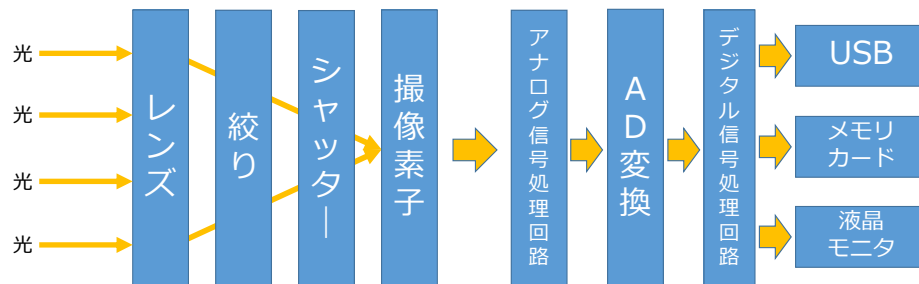 光
光
光
光
レンズ
絞り
シャッター
撮像素子
アナログ信号処理回路
AD変換
デジタル信号処理回路
USB
メモリ
カード
液晶
モニタ